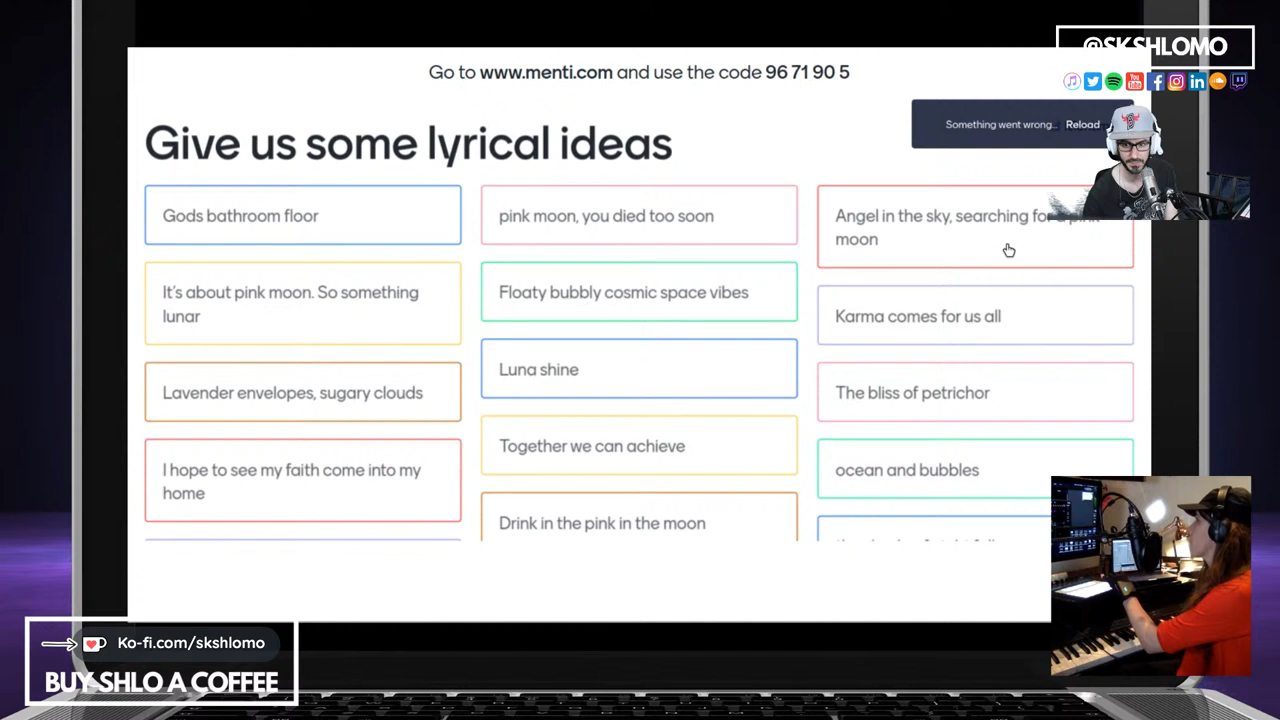 @SKSHLOMO
Go to www.menti.com and use the code 96 71 90 5
Something went wrong... Reload
Give us some lyrical ideas
Gods bathroom floor
It's about pink moon. So something
lunar
Lavender envelopes, sugary clouds
I hope to see my faith come into my
home
pink moon, you died too soon
Floaty bubbly cosmic space vibes
Luna shine
Together we can achieve
Drink in the pink in the moon
Angel in the sky, searching for a pink
moon
Karma comes for us all
The bliss of petrichor
ocean and bubbles
Ko-fi.com/skshlomo
BUY SHLO A COFFEE